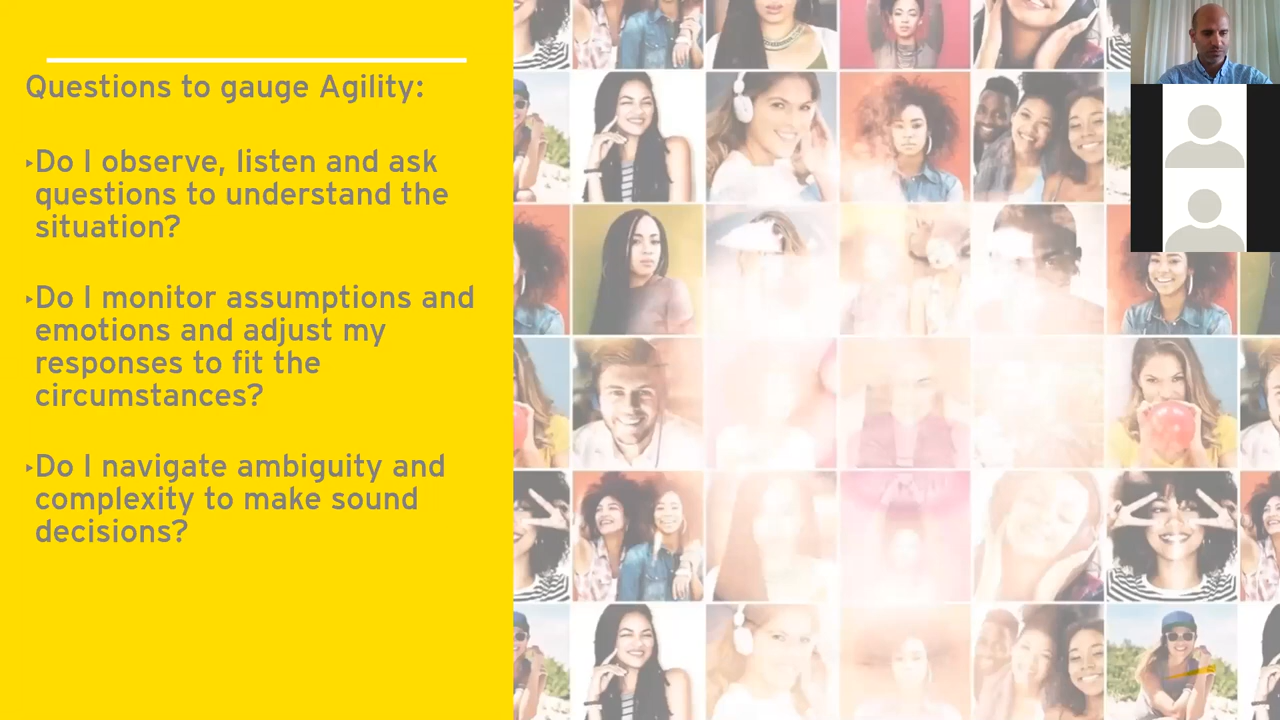 Questions to gauge Agility:
▸Do I observe, listen and ask
questions to understand the
situation?
▸Do I monitor assumptions and
emotions and adjust my
responses to fit the
circumstances?
▸Do I navigate ambiguity and
complexity to make sound
decisions?